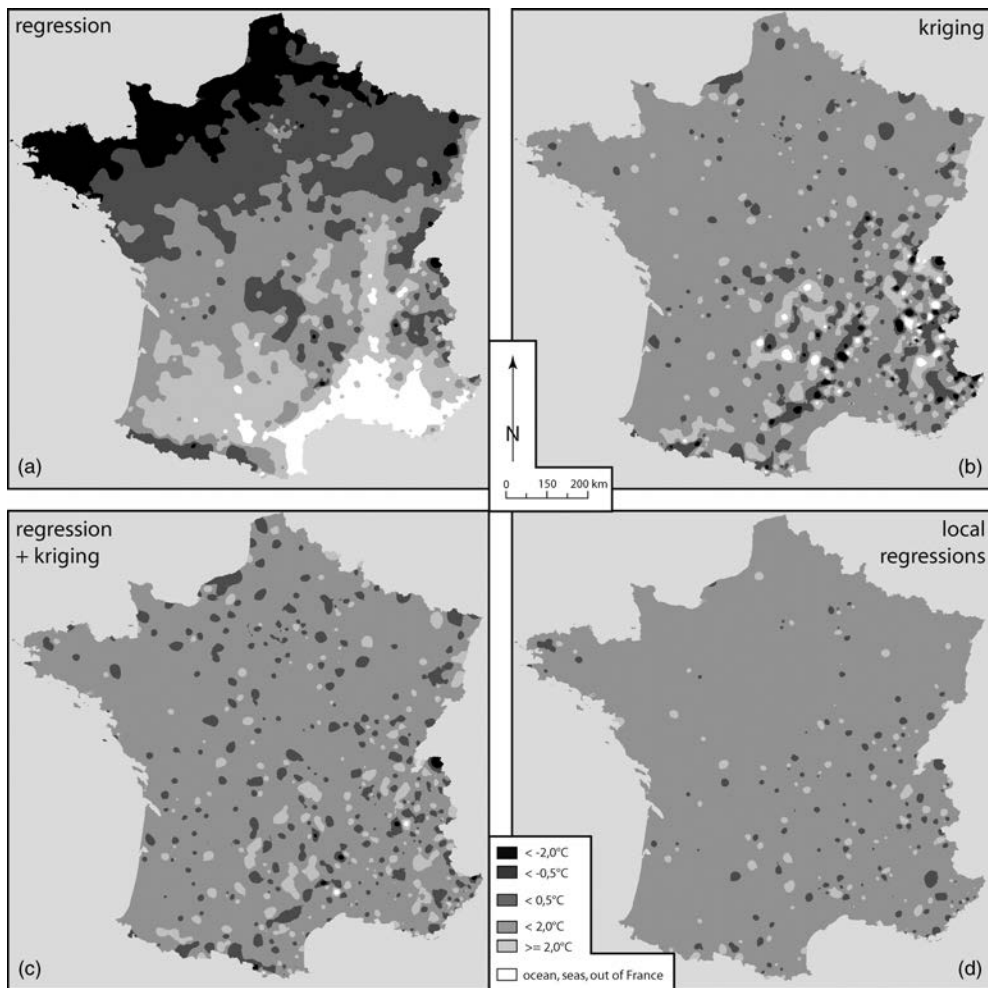 regression
kriging
(a)
N
0 150 200 km
(b)
regression
+ kriging
local
regressions
< -2,0°C
< -0,5°C
< 0,5°C
< 2,0°C
>= 2,0°C
ocean, seas, out of France
(c)
(d)